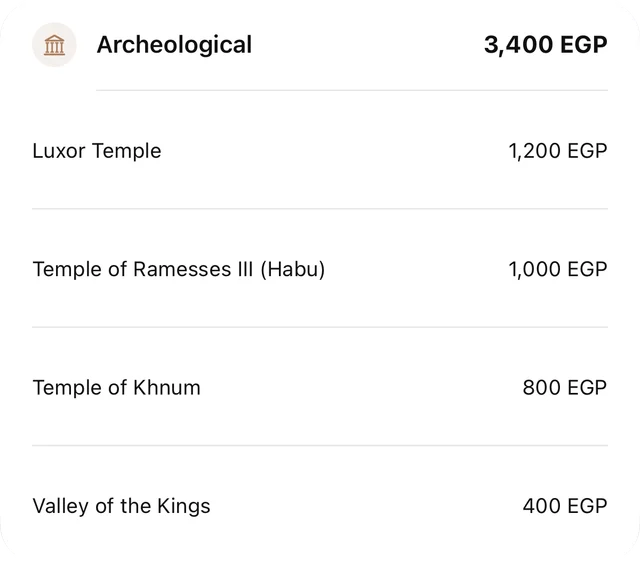 Archeological 3,400 EGP
Luxor Temple 1,200 EGP
Temple of Ramesses III (Habu) 1,000 EGP
Temple of Khnum 800 EGP
Valley of the Kings 400 EGP